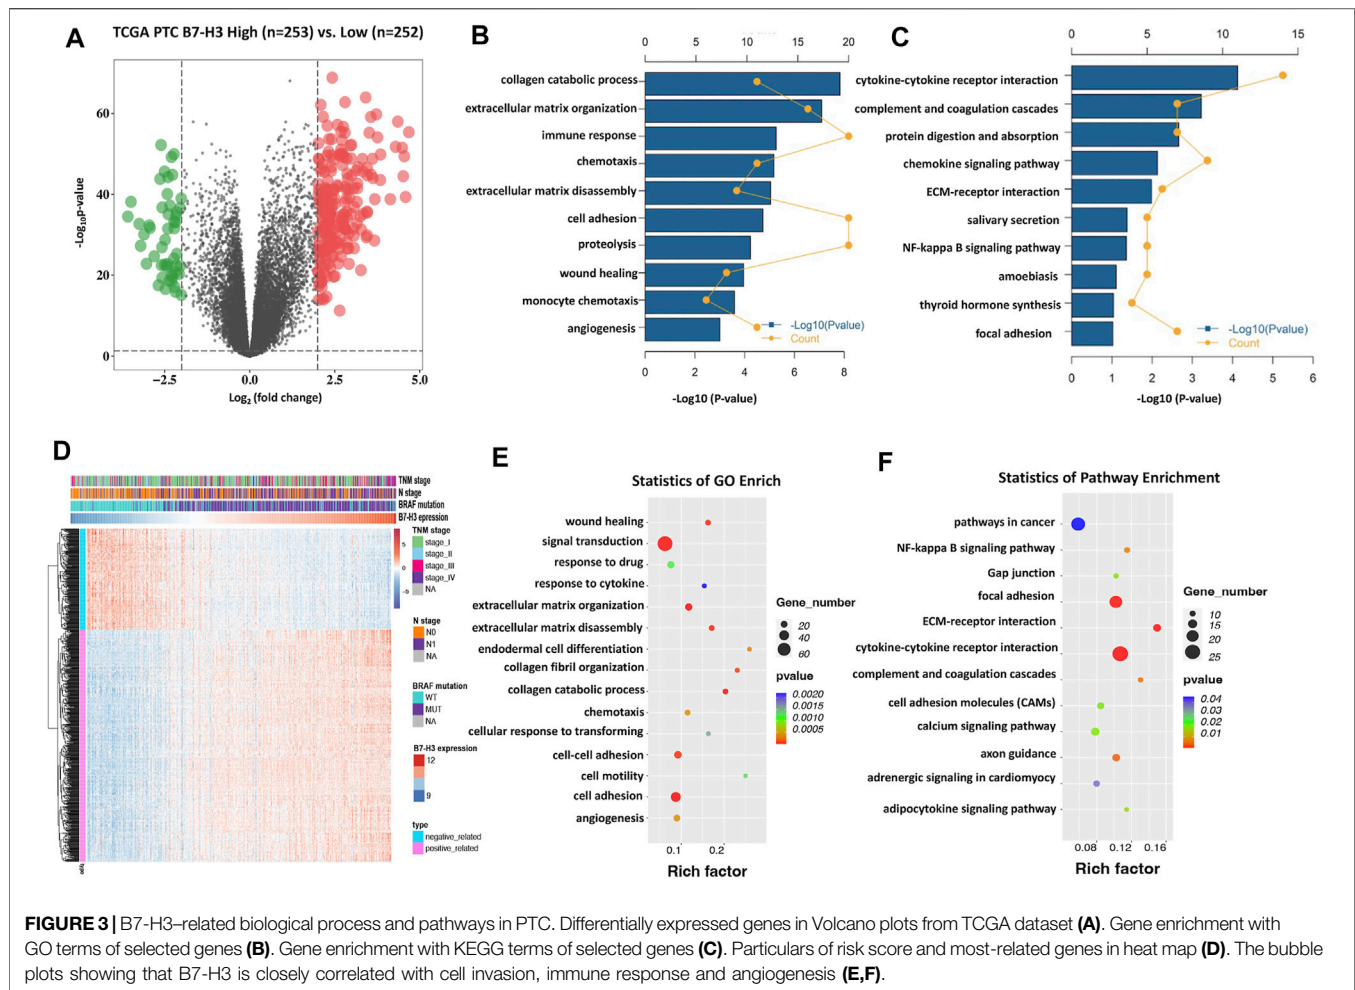 A
TCGA PTC B7-H3 High (n=253) vs. Low (n=252)
-Log10p-value
60
40
20
0
−2.5
0.0
2.5
5.0
Log2 (fold change)
B
0 5 10 15 20
collagen catabolic process
extracellular matrix organization
immune response
chemotaxis
extracellular matrix disassembly
cell adhesion
proteolysis
wound healing
monocyte chemotaxis
angiogenesis
-Log10(Pvalue)
Count
0 2 4 6 8
-Log10 (P-value)
C
0 5 10 15
cytokine-cytokine receptor interaction
complement and coagulation cascades
protein digestion and absorption
chemokine signaling pathway
ECM-receptor interaction
salivary secretion
NF-kappa B signaling pathway
amoebiasis
thyroid hormone synthesis
focal adhesion
-Log10(Pvalue)
Count
0 1 2 3 4 5 6
-Log10 (P-value)
D
TNM stage
N stage
BRAF mutation
B7-H3 epression
5
0
−5
TNM stage
stage_I
stage_II
stage_III
stage_IV
NA
N stage
N0
N1
NA
BRAF mutation
WT
MUT
NA
B7-H3 expression
12
9
type
negative_related
positive_related
type
E
Statistics of GO Enrich
wound healing
signal transduction
response to drug
response to cytokine
extracellular matrix organization
extracellular matrix disassembly
endodermal cell differentiation
collagen fibril organization
collagen catabolic process
chemotaxis
cellular response to transforming
cell-cell adhesion
cell motility
cell adhesion
angiogenesis
0.1 0.2
Rich factor
Gene_number
20
40
60
pvalue
0.0020
0.0015
0.0010
0.0005
F
Statistics of Pathway Enrichment
pathways in cancer
NF-kappa B signaling pathway
Gap junction
focal adhesion
ECM-receptor interaction
cytokine-cytokine receptor interaction
complement and coagulation cascades
cell adhesion molecules (CAMs)
calcium signaling pathway
axon guidance
adrenergic signaling in cardiomyocy
adipocytokine signaling pathway
0.08 0.12 0.16
Rich factor
Gene_number
10
15
20
25
pvalue
0.04
0.03
0.02
0.01
FIGURE 3 | B7-H3–related biological process and pathways in PTC. Differentially expressed genes in Volcano plots from TCGA dataset (A). Gene enrichment with
GO terms of selected genes (B). Gene enrichment with KEGG terms of selected genes (C). Particulars of risk score and most-related genes in heat map (D). The bubble
plots showing that B7-H3 is closely correlated with cell invasion, immune response and angiogenesis (E,F).